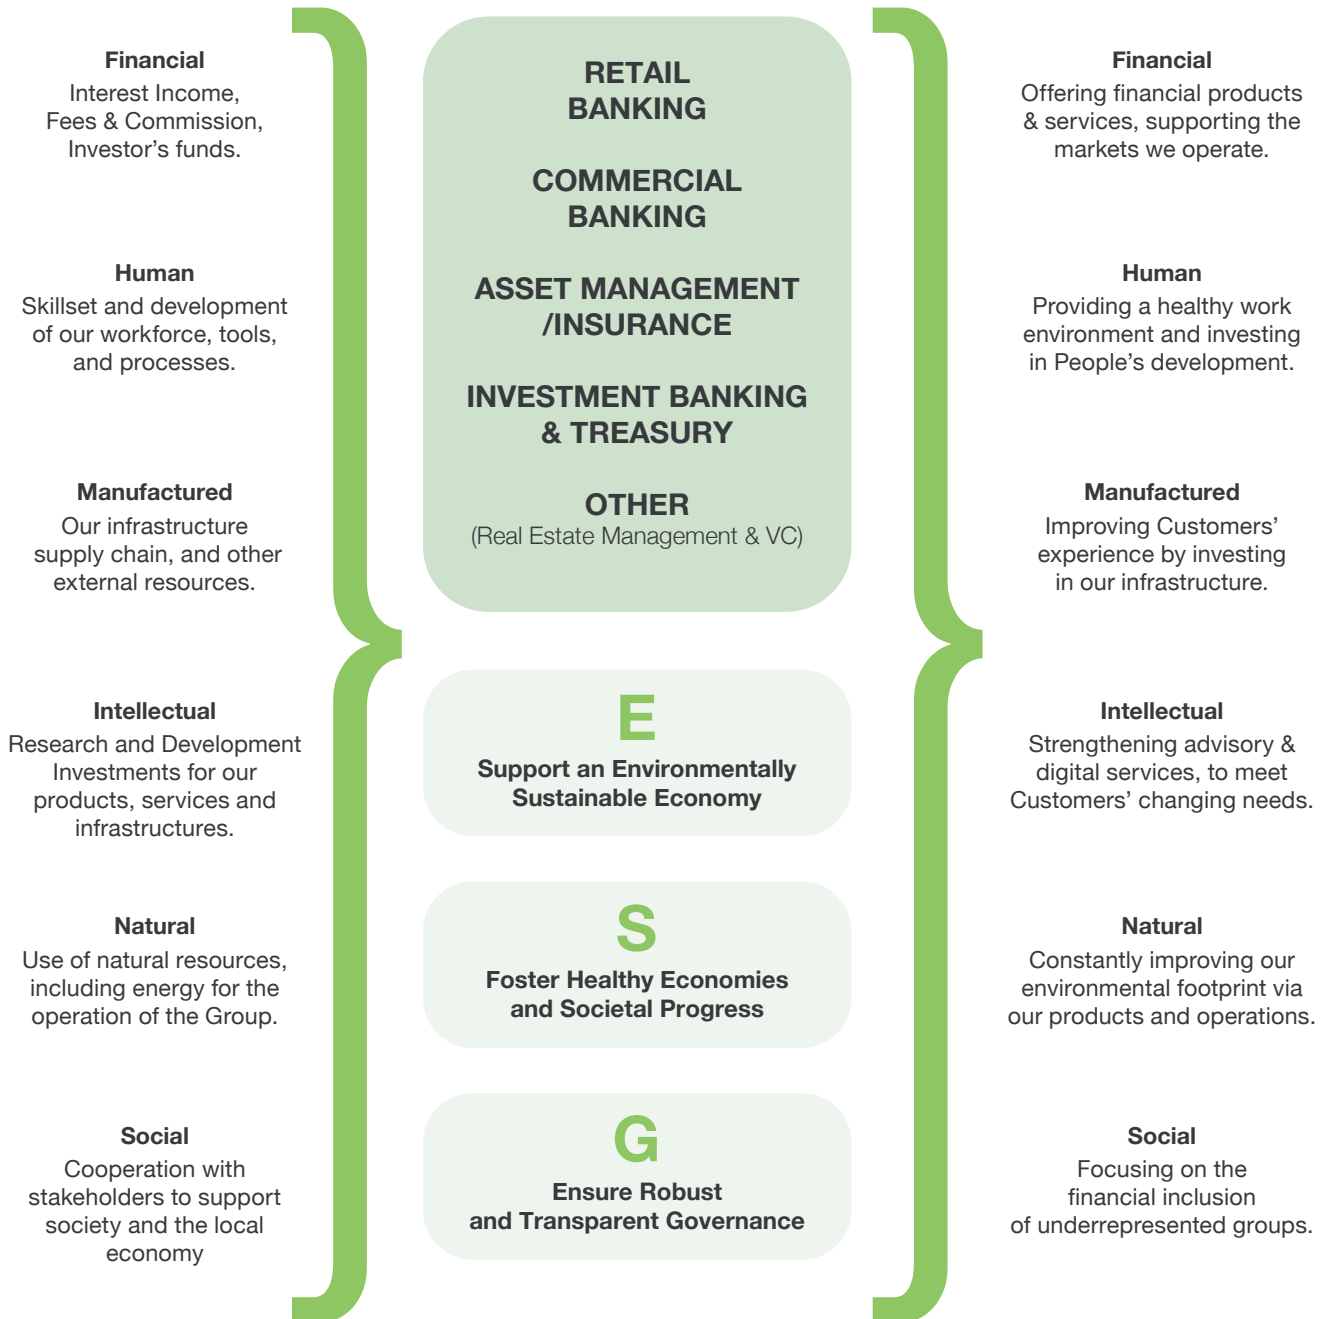 Financial
Interest Income,
Fees & Commission,
Investor’s funds.
Human
Skillset and development
of our workforce, tools,
and processes.
Manufactured
Our infrastructure
supply chain, and other
external resources.
Intellectual
Research and Development
Investments for our
products, services and
infrastructures.
Natural
Use of natural resources,
including energy for the
operation of the Group.
Social
Cooperation with
stakeholders to support
society and the local
economy
RETAIL
BANKING
COMMERCIAL
BANKING
ASSET MANAGEMENT
/INSURANCE
INVESTMENT BANKING
& TREASURY
OTHER
(Real Estate Management & VC)
E
Support an Environmentally
Sustainable Economy
S
Foster Healthy Economies
and Societal Progress
G
Ensure Robust
and Transparent Governance
Financial
Offering financial products
& services, supporting the
markets we operate.
Human
Providing a healthy work
environment and investing
in People’s development.
Manufactured
Improving Customers’
experience by investing
in our infrastructure.
Intellectual
Strengthening advisory &
digital services, to meet
Customers’ changing needs.
Natural
Constantly improving our
environmental footprint via
our products and operations.
Social
Focusing on the
financial inclusion
of underrepresented groups.